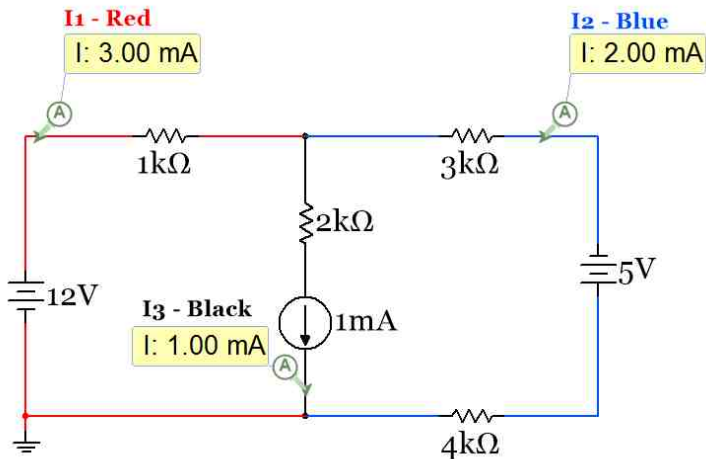 I1 - Red
I: 3.00 mA
I2 - Blue
I: 2.00 mA
A
A
1kΩ
3kΩ
2kΩ
12V
5V
I3 - Black
1mA
I: 1.00 mA
A
4kΩ